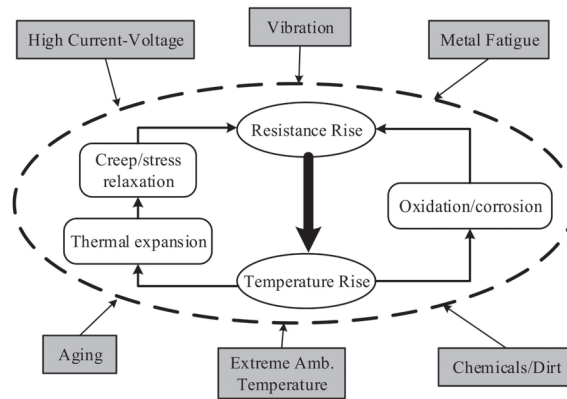 High Current-Voltage
Vibration
Metal Fatigue
Resistance Rise
Creep/stress
relaxation
Oxidation/corrosion
Thermal expansion
Temperature Rise
Aging
Extreme Amb.
Temperature
Chemicals/Dirt